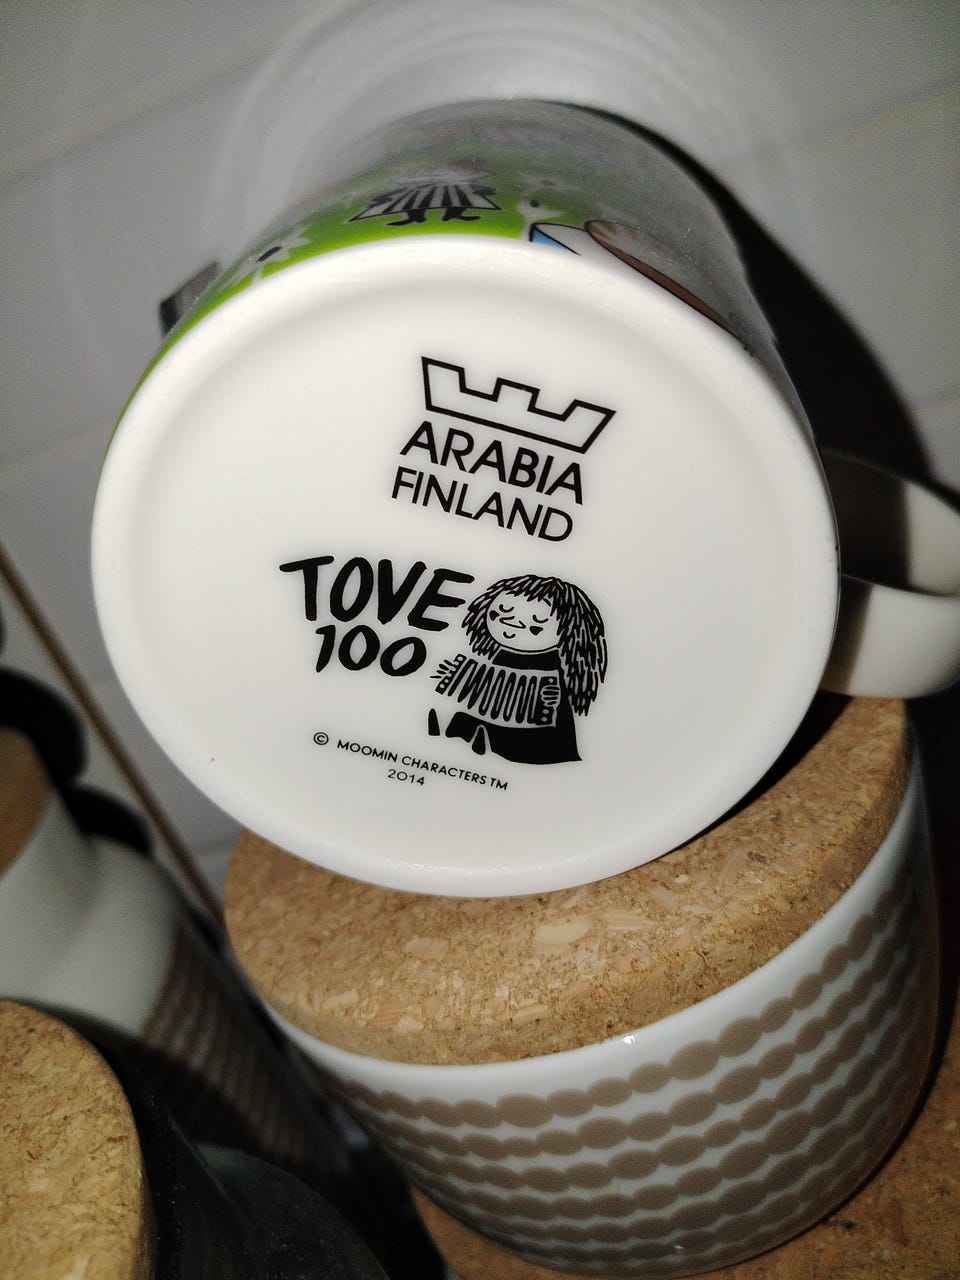 ARABIA
FINLAND
TOVE
100
© MOOMIN CHARACTERS TM
2014